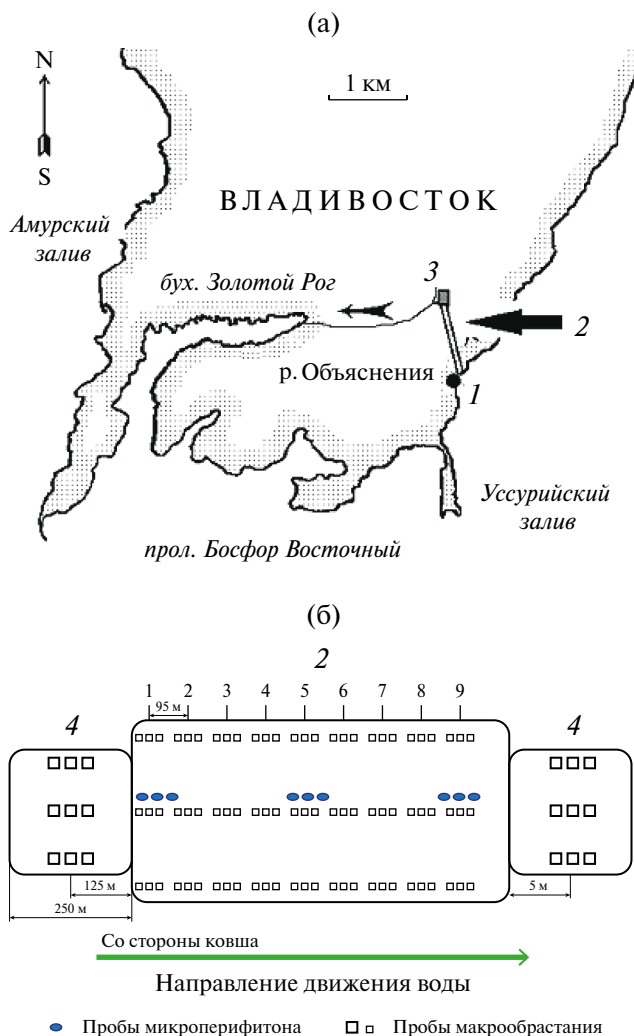 (а)
N
S
1 км
ВЛАДИВОСТОК
Амурский
залив
бух. Золотой Рог
3
2
р. Объяснения
1
Уссурийский
залив
прол. Босфор Восточный
(б)
2
1 2 3 4 5 6 7 8 9
95 м
4
4
125 м
250 м
5 м
Со стороны ковша
Направление движения воды
Пробы микроперифитона
Пробы макрообрастания